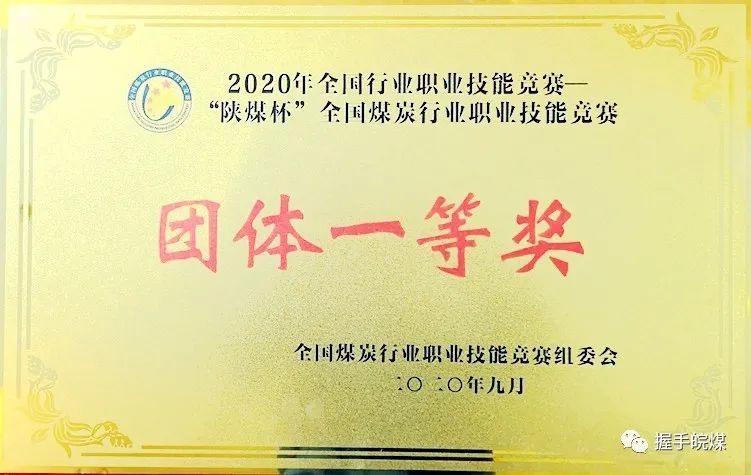 2020年全国行业职业技能竞赛—
“陕煤杯”全国煤炭行业职业技能竞赛
团体一等奖
全国煤炭行业职业技能竞赛组委会
二〇二〇年九月
握手皖煤